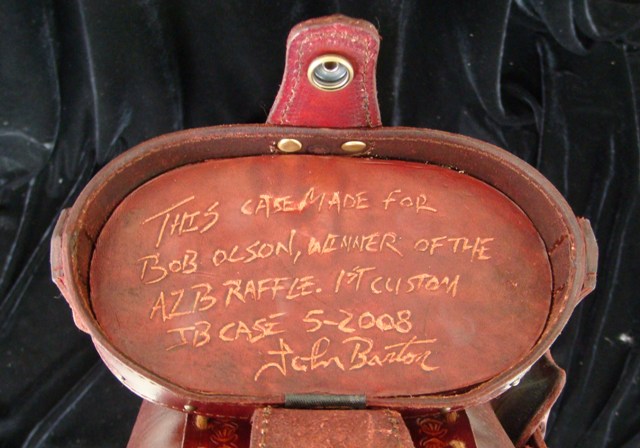 THIS CASE MADE FOR
BOB OLSON, WINNER OF THE
AZB RAFFLE. 1ST CUSTOM
JB CASE 5-2008
John Barton